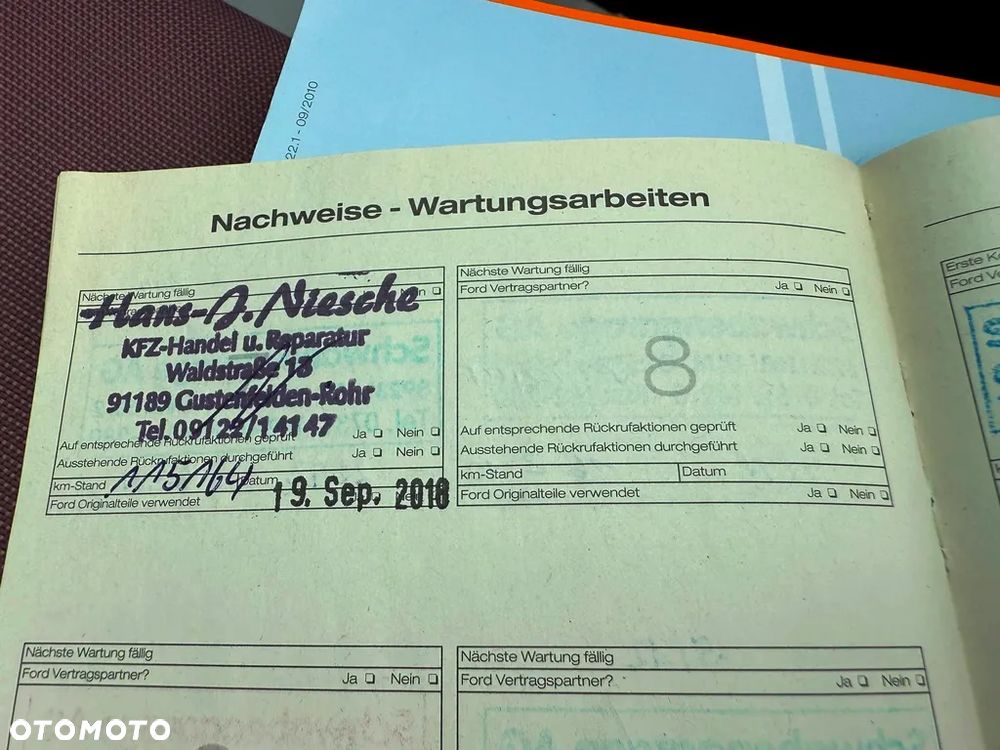 22.1 - 09/2010
Nachweise - Wartungsarbeiten
Nächste Wartung fällig
Hans-J. Niesche
KFZ-Handel u. Reparatur
Waldstraße 13
91189 Gustenfelden-Rohr
Tel. 09122/14147
Auf entsprechende Rückrufaktionen geprüft Ja Nein
Ausstehende Rückrufaktionen durchgeführt Ja Nein
km-Stand 115164 Datum 19. Sep. 2018
Ford Originalteile verwendet
Nächste Wartung fällig
Ford Vertragspartner? Ja Nein
8
Auf entsprechende Rückrufaktionen geprüft Ja Nein
Ausstehende Rückrufaktionen durchgeführt Ja Nein
km-Stand Datum
Ford Originalteile verwendet Ja Nein
Erste
Ford
Nächste Wartung fällig
Ford Vertragspartner? Ja Nein
Nächste Wartung fällig
Ford Vertragspartner? Ja Nein
OTOMOTO